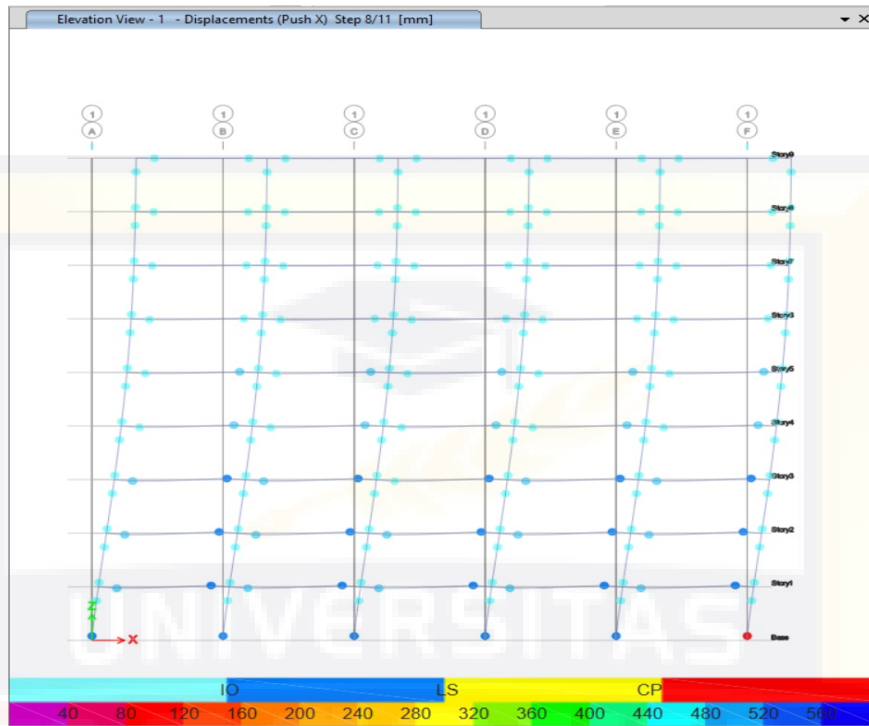 Elevation View - 1 - Displacements (Push X) Step 8/11 [mm]
1 1 1 1 1 1
A B C D E F
Story9
Story8
Story7
Story5
Story4
Story3
Story2
Story1
Z
X
Base
UNIVERSITAS
IO LS CP
40 80 120 160 200 240 280 320 360 400 440 480 520 560